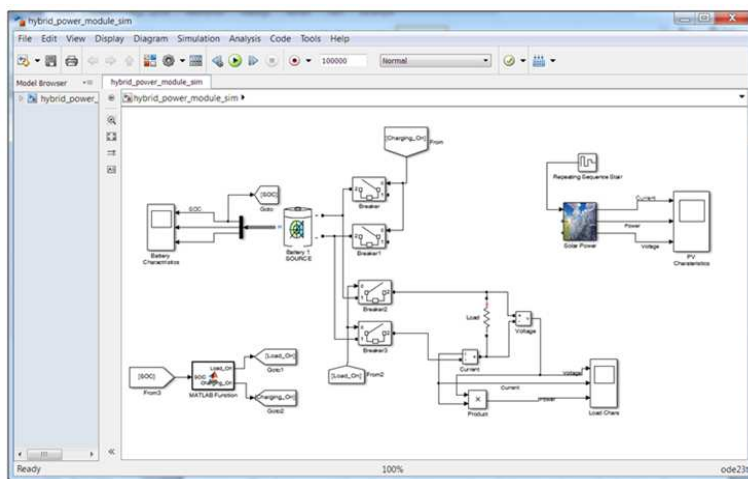 hybrid_power_module_sim
File Edit View Display Diagram Simulation Analysis Code Tools Help
100000 Normal
Model Browser
hybrid_power_module_sim
hybrid_power_
hybrid_power_module_sim
[Charging_On]
From
Repeating Sequence Stair
[SOC]
Goto
SOC
Breaker
Current
Power
Voltage
Solar Power
PV
Charateristics
Battery
Charactristics
Battery 1
SOURCE
Breaker1
Breaker2
Load
Voltage
Breaker3
Current
[SOC]
From3
SOC
Load_On
Charging_On
MATLAB Function
[Load_On]
Goto1
[Charging_On]
Goto2
[Load_On]
From2
Voltage
Current
Power
Product
Load Chars
Ready 100% ode23t